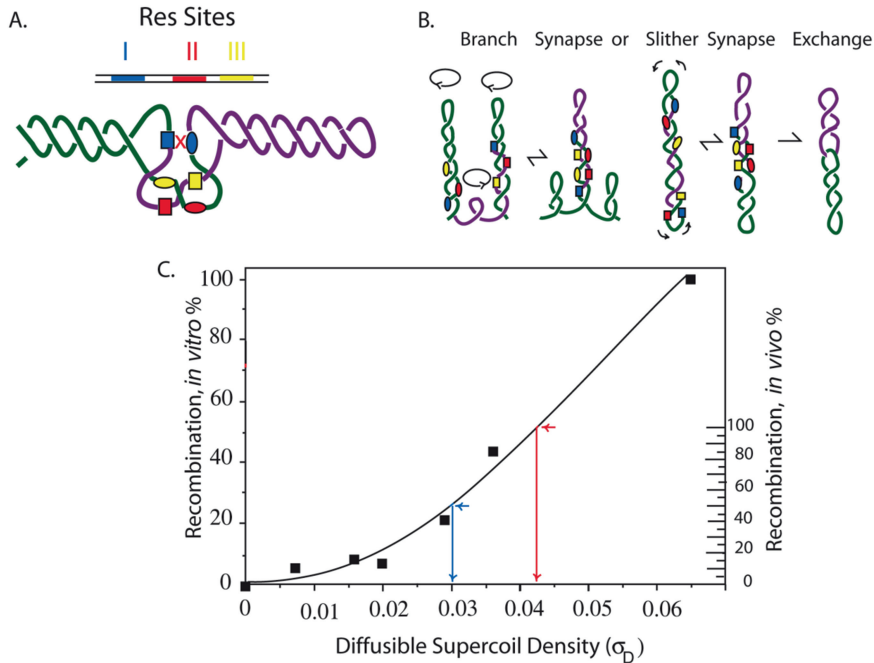 A.
Res Sites
I II III
X
B.
Branch Synapse or Slither Synapse Exchange
C.
Recombination, in vitro %
100
80
60
40
20
0
0 0.01 0.02 0.03 0.04 0.05 0.06
Diffusible Supercoil Density (σD)
100
80
60
40
20
0
Recombination, in vivo %